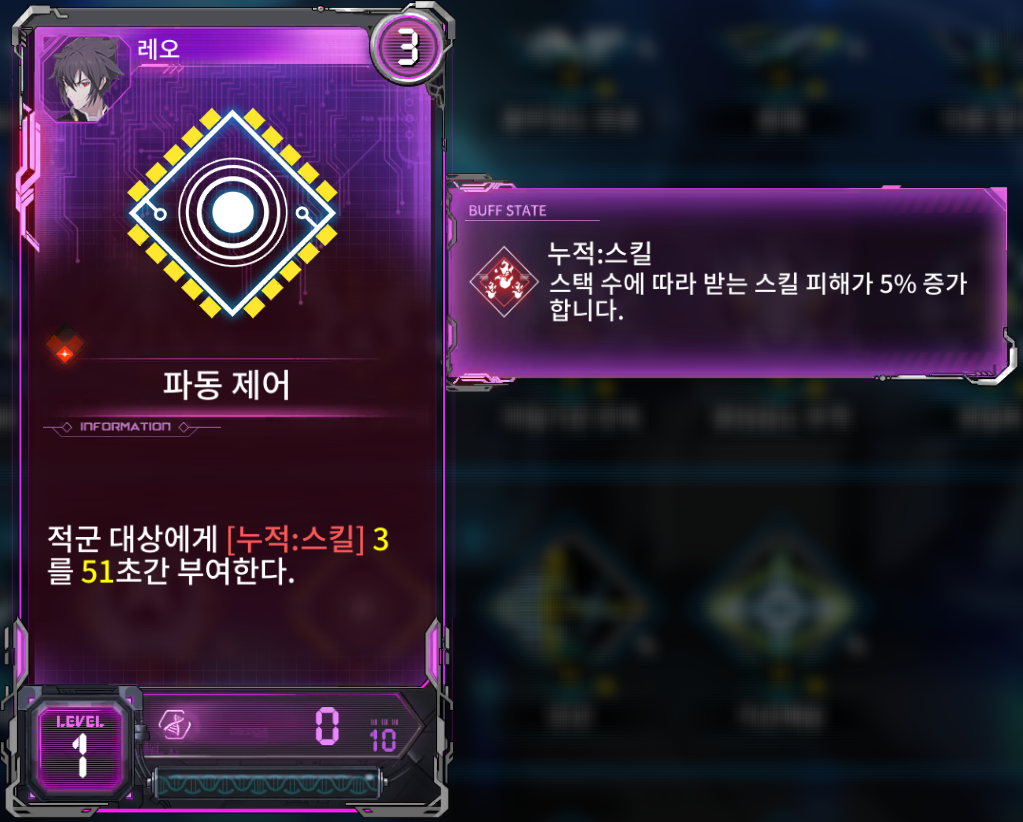 레오
3
파동 제어
INFORMATION
적군 대상에게 [누적:스킬] 3
를 51초간 부여한다.
LEVEL
1
0
10
BUFF STATE
누적:스킬
스택 수에 따라 받는 스킬 피해가 5% 증가
합니다.